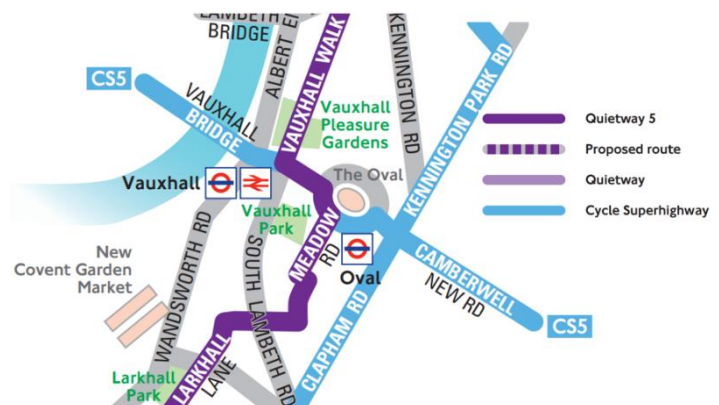 LAMBETH
BRIDGE
ALBERT EM
CS5
VAUXHALL
BRIDGE
VAUXHALL WALK
Vauxhall
Pleasure
Gardens
KENNINGTON RD
KENNINGTON PARK RD
Quietway 5
Proposed route
Quietway
Cycle Superhighway
Vauxhall
The Oval
Vauxhall
Park
MEADOW
RD
Oval
New
Covent Garden
Market
WANDSWORTH RD
SOUTH LAMBETH RD
CLAPHAM RD
CAMBERWELL
NEW RD
CS5
LARKHALL
LANE
Larkhall
Park